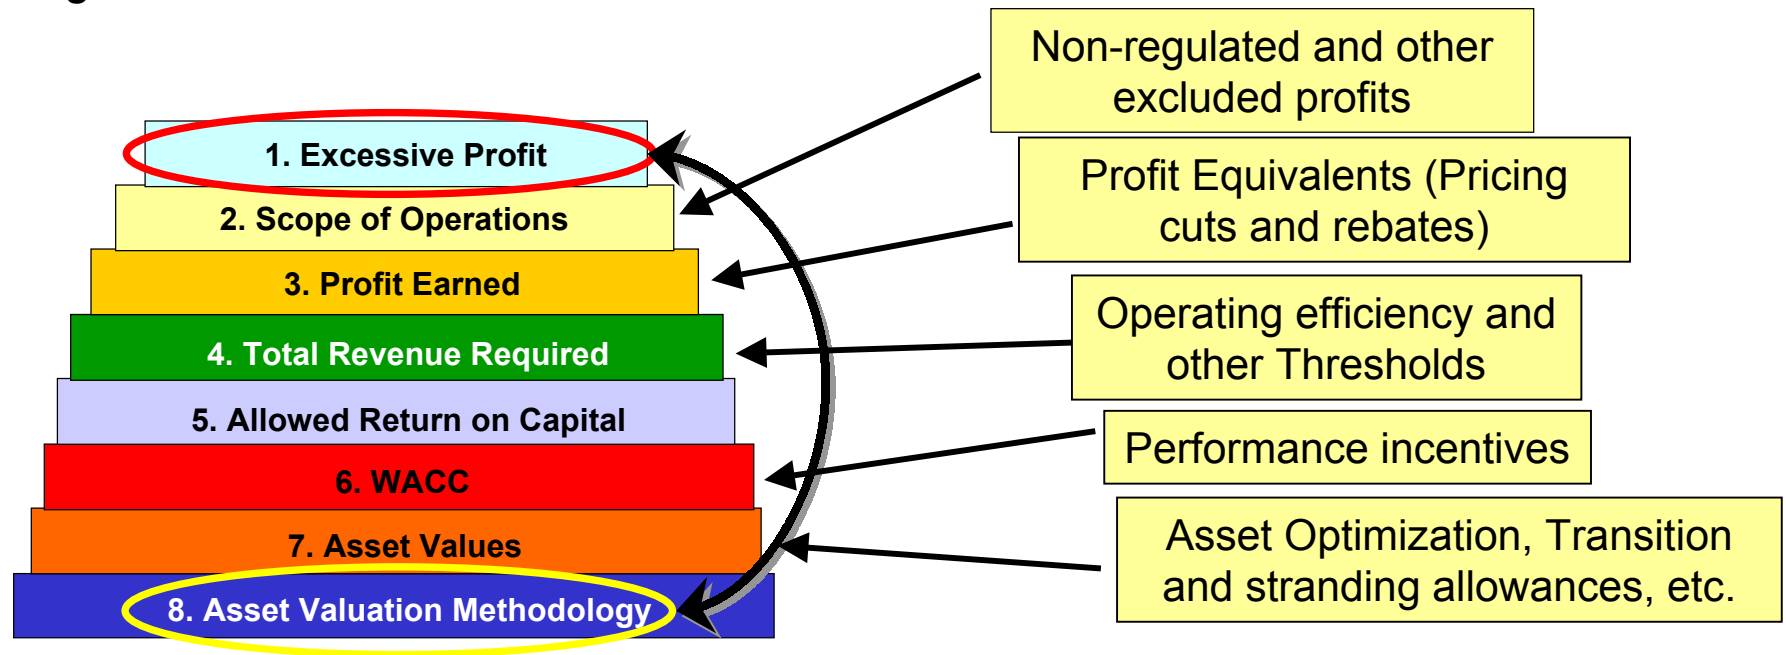 1. Excessive Profit
2. Scope of Operations
3. Profit Earned
4. Total Revenue Required
5. Allowed Return on Capital
6. WACC
7. Asset Values
8. Asset Valuation Methodology
Non-regulated and other
excluded profits
Profit Equivalents (Pricing
cuts and rebates)
Operating efficiency and
other Thresholds
Performance incentives
Asset Optimization, Transition
and stranding allowances, etc.